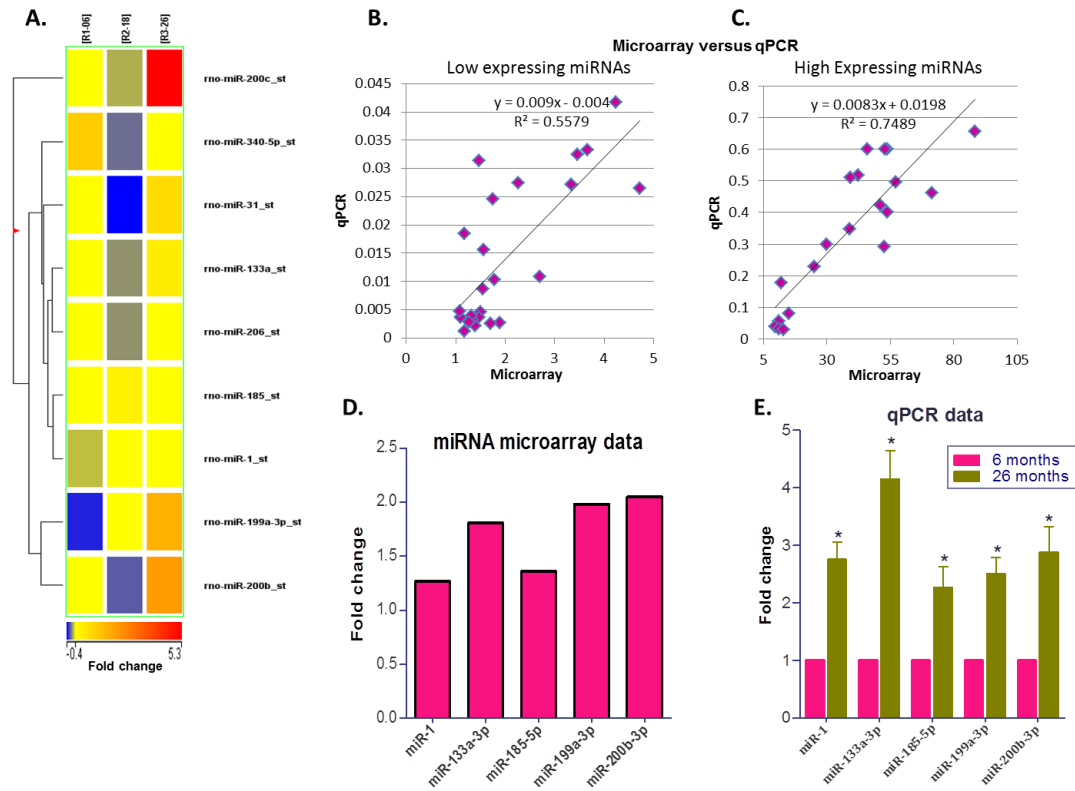 A.
[R1-06]
[R2-18]
[R3-26]
rno-miR-200c_st
rno-miR-340-5p_st
rno-miR-31_st
rno-miR-133a_st
rno-miR-206_st
rno-miR-185_st
rno-miR-1_st
rno-miR-199a-3p_st
rno-miR-200b_st
-0.4
5.3
Fold change
Microarray versus qPCR
B.
Low expressing miRNAs
y = 0.009x - 0.004
R² = 0.5579
qPCR
0.045
0.04
0.035
0.03
0.025
0.02
0.015
0.01
0.005
0
0 1 2 3 4 5
Microarray
C.
High Expressing miRNAs
y = 0.0083x + 0.0198
R² = 0.7489
qPCR
0.8
0.7
0.6
0.5
0.4
0.3
0.2
0.1
0
5 30 55 80 105
Microarray
D.
miRNA microarray data
Fold change
2.5
2.0
1.5
1.0
0.5
0.0
miR-1
miR-133a-3p
miR-185-5p
miR-199a-3p
miR-200b-3p
E.
qPCR data
6 months
26 months
Fold change
5
4
3
2
1
0
* * * * *
miR-1
miR-133a-3p
miR-185-5p
miR-199a-3p
miR-200b-3p